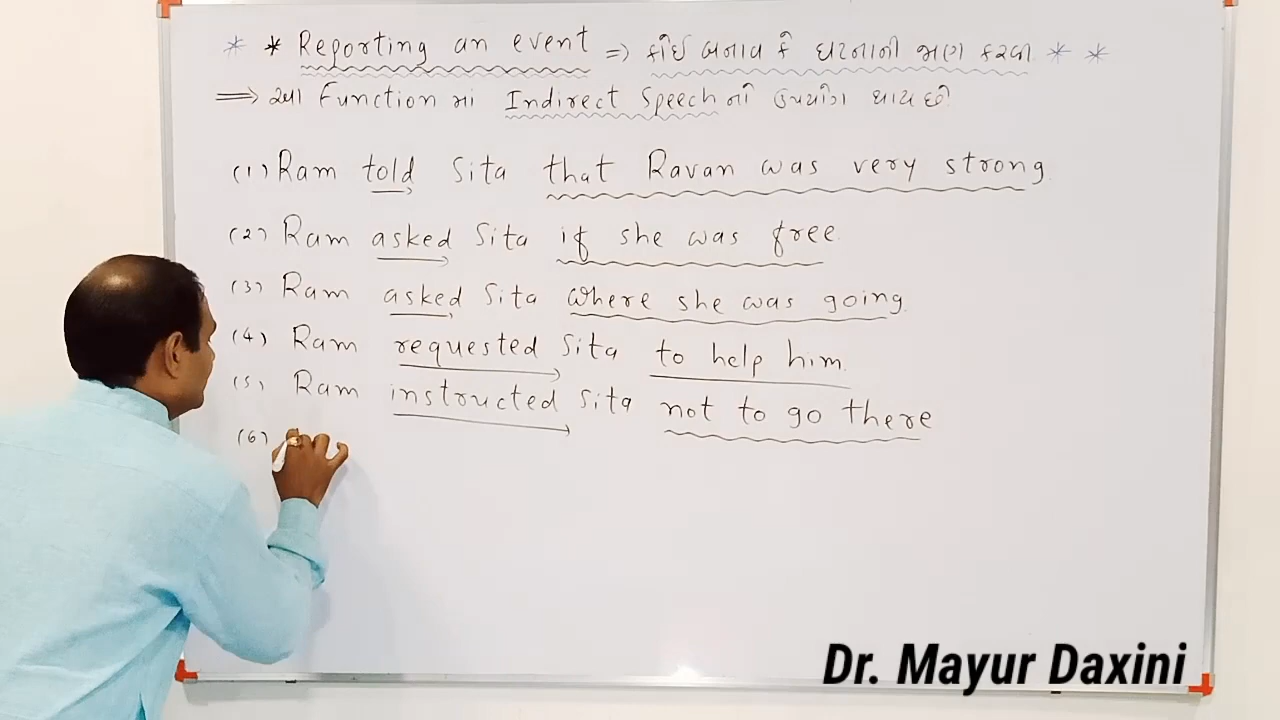 * * Reporting an event => કોઈ બનાવ કે ઘટનાની જાણ કરવી * *
=> આ Function માં Indirect Speech નો ઉપયોગ થાય છે
(1) Ram told Sita that Ravan was very strong.
(2) Ram asked Sita if she was free.
(3) Ram asked Sita where she was going.
(4) Ram requested Sita to help him.
(5) Ram instructed Sita not to go there
(6)
Dr. Mayur Daxini